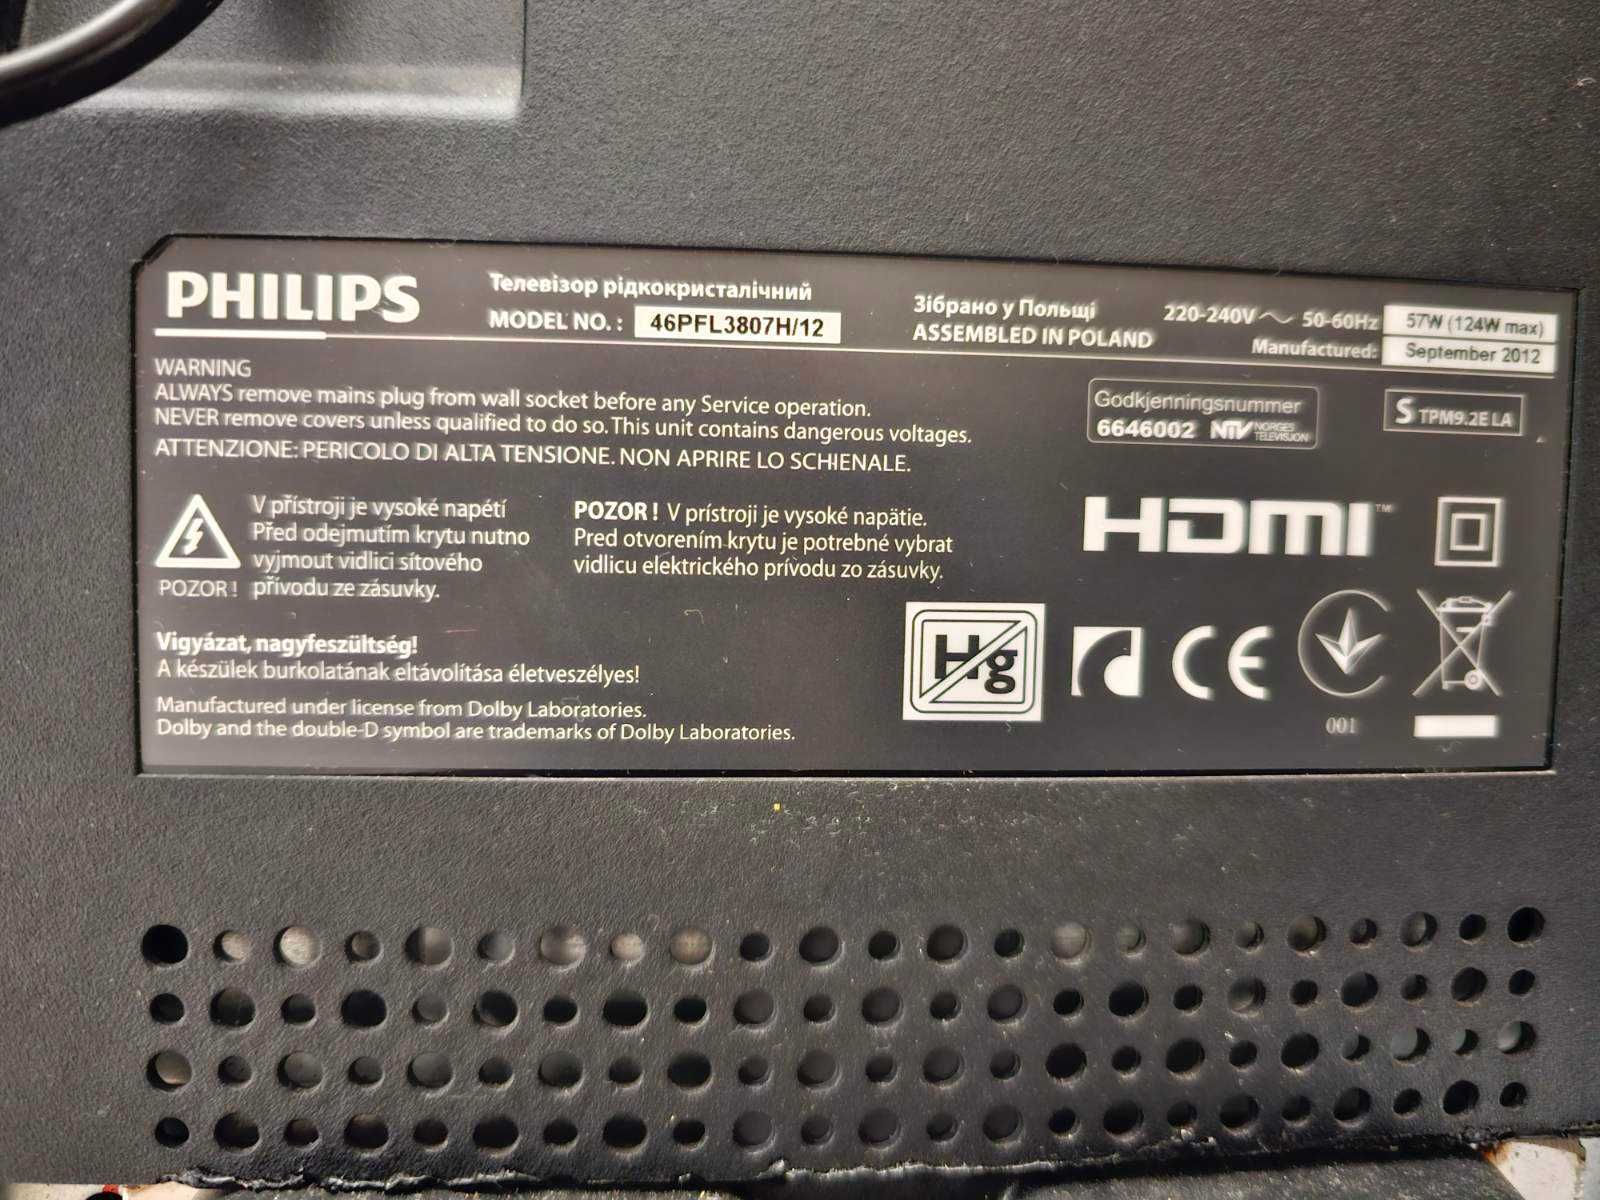 PHILIPS
Телевізор рідкокристалічний
MODEL NO. : 46PFL3807H/12
Зібрано у Польщі
ASSEMBLED IN POLAND
220-240V ~ 50-60Hz 57W (124W max)
Manufactured: September 2012
WARNING
ALWAYS remove mains plug from wall socket before any Service operation.
NEVER remove covers unless qualified to do so. This unit contains dangerous voltages.
ATTENZIONE: PERICOLO DI ALTA TENSIONE. NON APRIRE LO SCHIENALE.
Godkjenningsnummer
6646002 NTV NORGES
TELEVISJON
S TPM9.2E LA
V přístroji je vysoké napětí
Před odejmutím krytu nutno
vyjmout vidlici síťového
POZOR ! přívodu ze zásuvky.
POZOR ! V prístroji je vysoké napätie.
Pred otvorením krytu je potrebné vybrat
vidlicu elektrického prívodu zo zásuvky.
HDMI™
Vigyázat, nagyfeszültség!
A készülek burkolatának eltávolítása életveszélyes!
Manufactured under license from Dolby Laboratories.
Dolby and the double-D symbol are trademarks of Dolby Laboratories.
Hg
CE
001